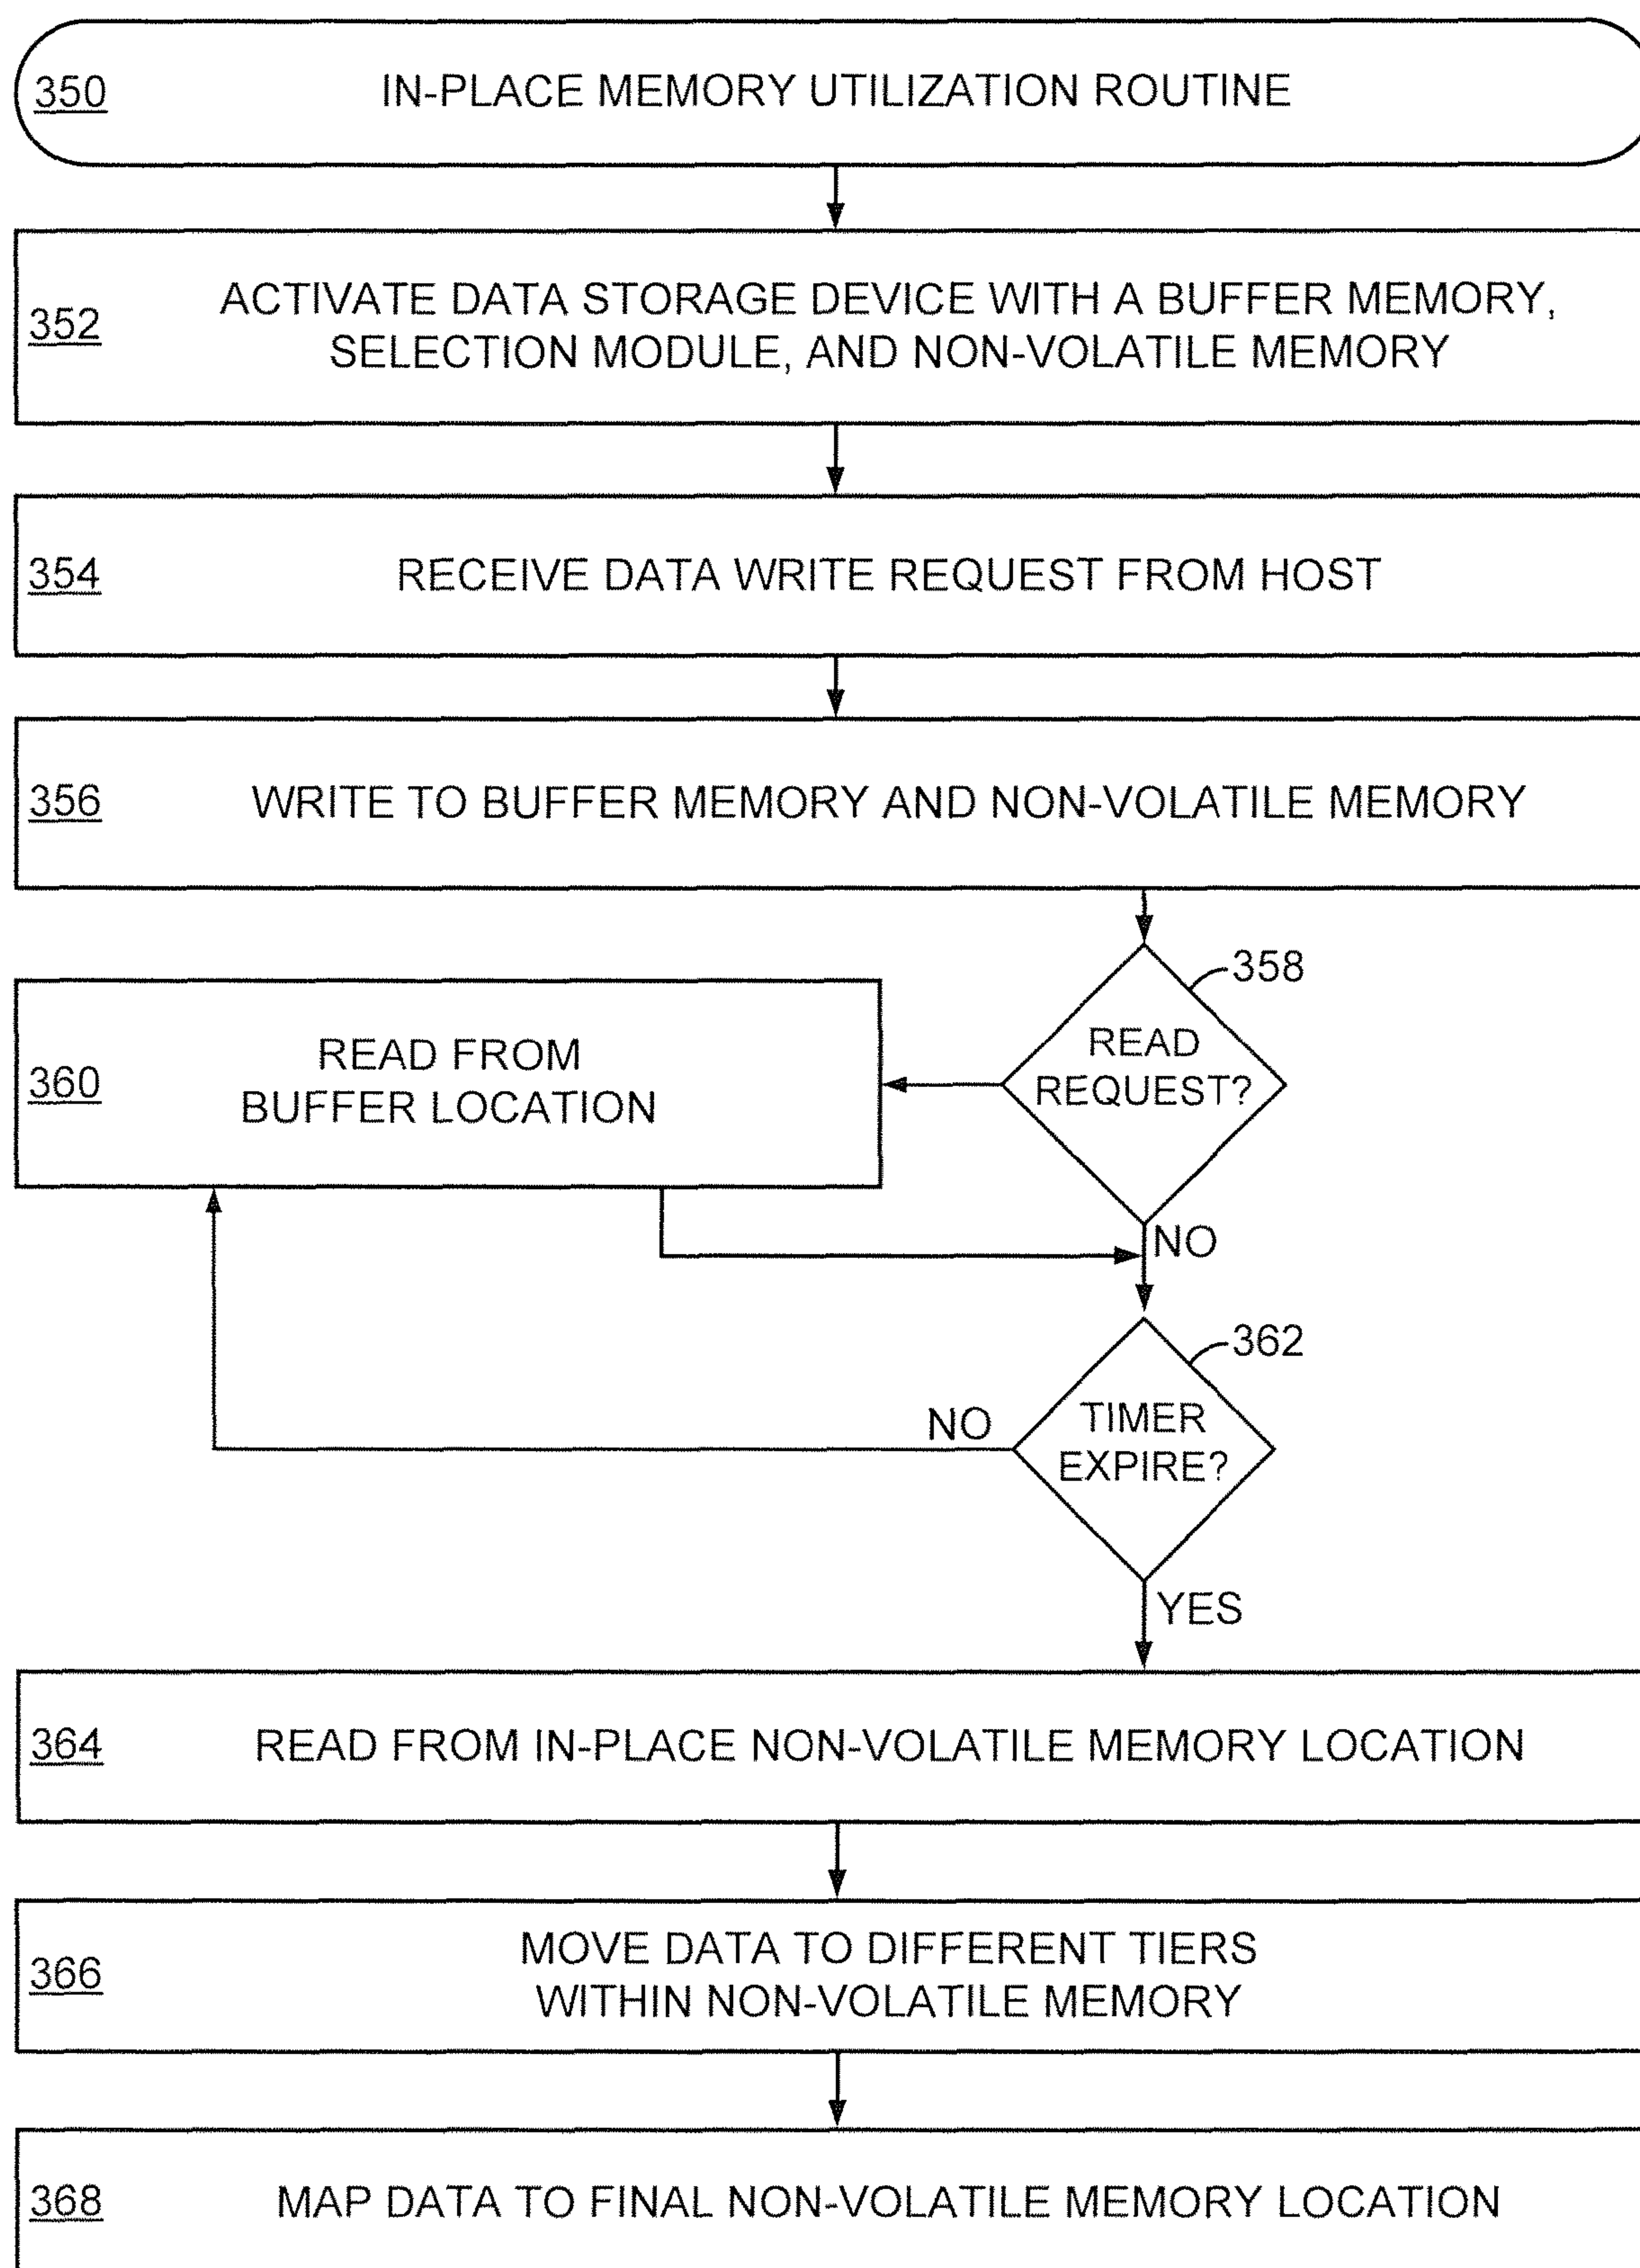 350 IN-PLACE MEMORY UTILIZATION ROUTINE
352 ACTIVATE DATA STORAGE DEVICE WITH A BUFFER MEMORY,
SELECTION MODULE, AND NON-VOLATILE MEMORY
354 RECEIVE DATA WRITE REQUEST FROM HOST
356 WRITE TO BUFFER MEMORY AND NON-VOLATILE MEMORY
358
READ
REQUEST?
360 READ FROM
BUFFER LOCATION
NO
362
TIMER
EXPIRE?
NO
YES
364 READ FROM IN-PLACE NON-VOLATILE MEMORY LOCATION
366 MOVE DATA TO DIFFERENT TIERS
WITHIN NON-VOLATILE MEMORY
368 MAP DATA TO FINAL NON-VOLATILE MEMORY LOCATION